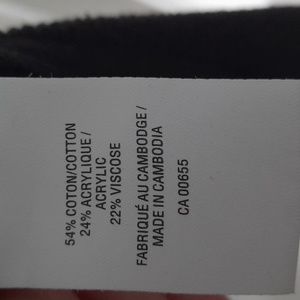 54% COTON/COTTON
24% ACRYLIQUE/
ACRYLIC
22% VISCOSE
FABRIQUÉ AU CAMBODGE/
MADE IN CAMBODIA
CA 00655